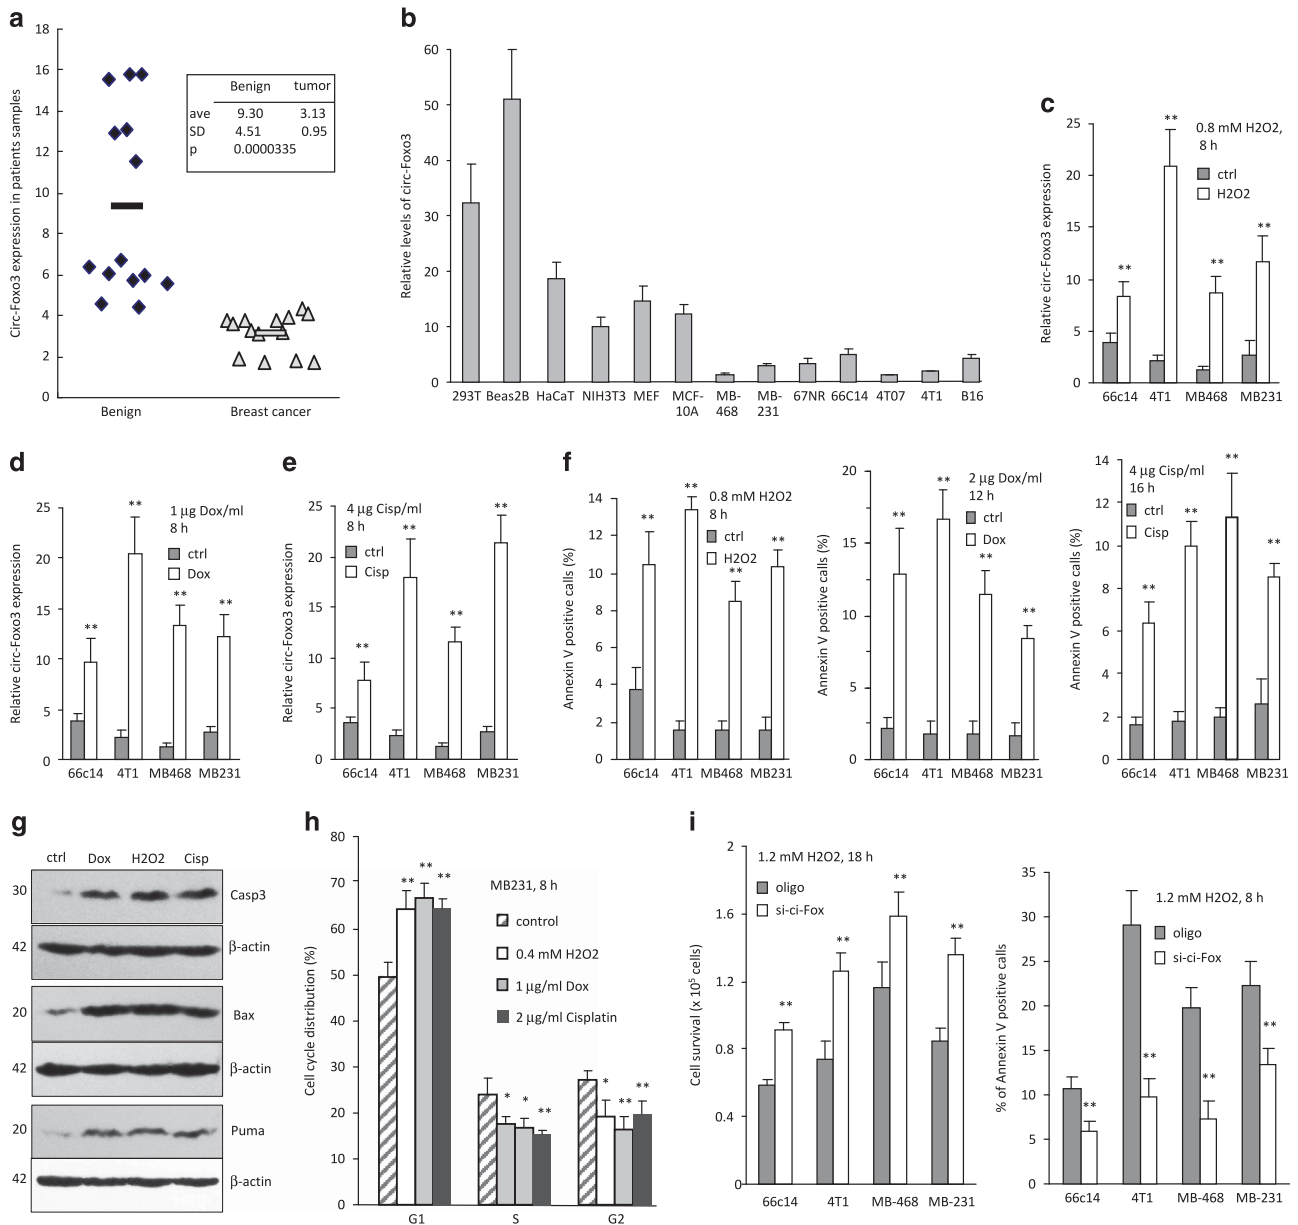 a
18
16
14
12
10
8
6
4
2
0
Circ-Foxo3 expression in patients samples
Benign tumor
ave 9.30 3.13
SD 4.51 0.95
p 0.0000335
Benign Breast cancer
b
60
50
40
30
20
10
0
Relative levels of circ-Foxo3
293T Beas2B HaCaT NIH3T3 MEF MCF- MB- MB- 67NR 66C14 4T07 4T1 B16
10A 468 231
c
25
20
15
10
5
0
Relative circ-Foxo3 expression
0.8 mM H2O2,
8 h
ctrl
H2O2
** ** ** **
66c14 4T1 MB468 MB231
d
25
20
15
10
5
0
Relative circ-Foxo3 expression
1 µg Dox/ml
8 h
ctrl
Dox
** ** ** **
66c14 4T1 MB468 MB231
e
25
20
15
10
5
0
Relative circ-Foxo3 expression
4 µg Cisp/ml
8 h
ctrl
Cisp
** ** ** **
66c14 4T1 MB468 MB231
f
14
12
10
8
6
4
2
0
Annexin V positive calls (%)
0.8 mM H2O2
8 h
ctrl
H2O2
** ** ** **
66c14 4T1 MB468 MB231
20
15
10
5
0
Annexin V positive calls (%)
2 µg Dox/ml
12 h
ctrl
Dox
** ** ** **
66c14 4T1 MB468 MB231
14
12
10
8
6
4
2
0
Annexin V positive calls (%)
4 µg Cisp/ml
16 h
ctrl
Cisp
** ** ** **
66c14 4T1 MB468 MB231
g
ctrl Dox H2O2 Cisp
30 Casp3
42 β-actin
20 Bax
42 β-actin
20 Puma
42 β-actin
h
80
70
60
50
40
30
20
10
0
Cell cycle distribution (%)
MB231, 8 h
control
0.4 mM H2O2
1 µg/ml Dox
2 µg/ml Cisplatin
** ** **
* * **
* ** **
G1 S G2
i
2
1.6
1.2
0.8
0.4
0
Cell survival (x 10⁵ cells)
1.2 mM H2O2, 18 h
oligo
si-ci-Fox
** ** ** **
66c14 4T1 MB-468 MB-231
35
30
25
20
15
10
5
0
% of Annexin V positive calls
1.2 mM H2O2, 8 h
oligo
si-ci-Fox
** ** ** **
66c14 4T1 MB-468 MB-231